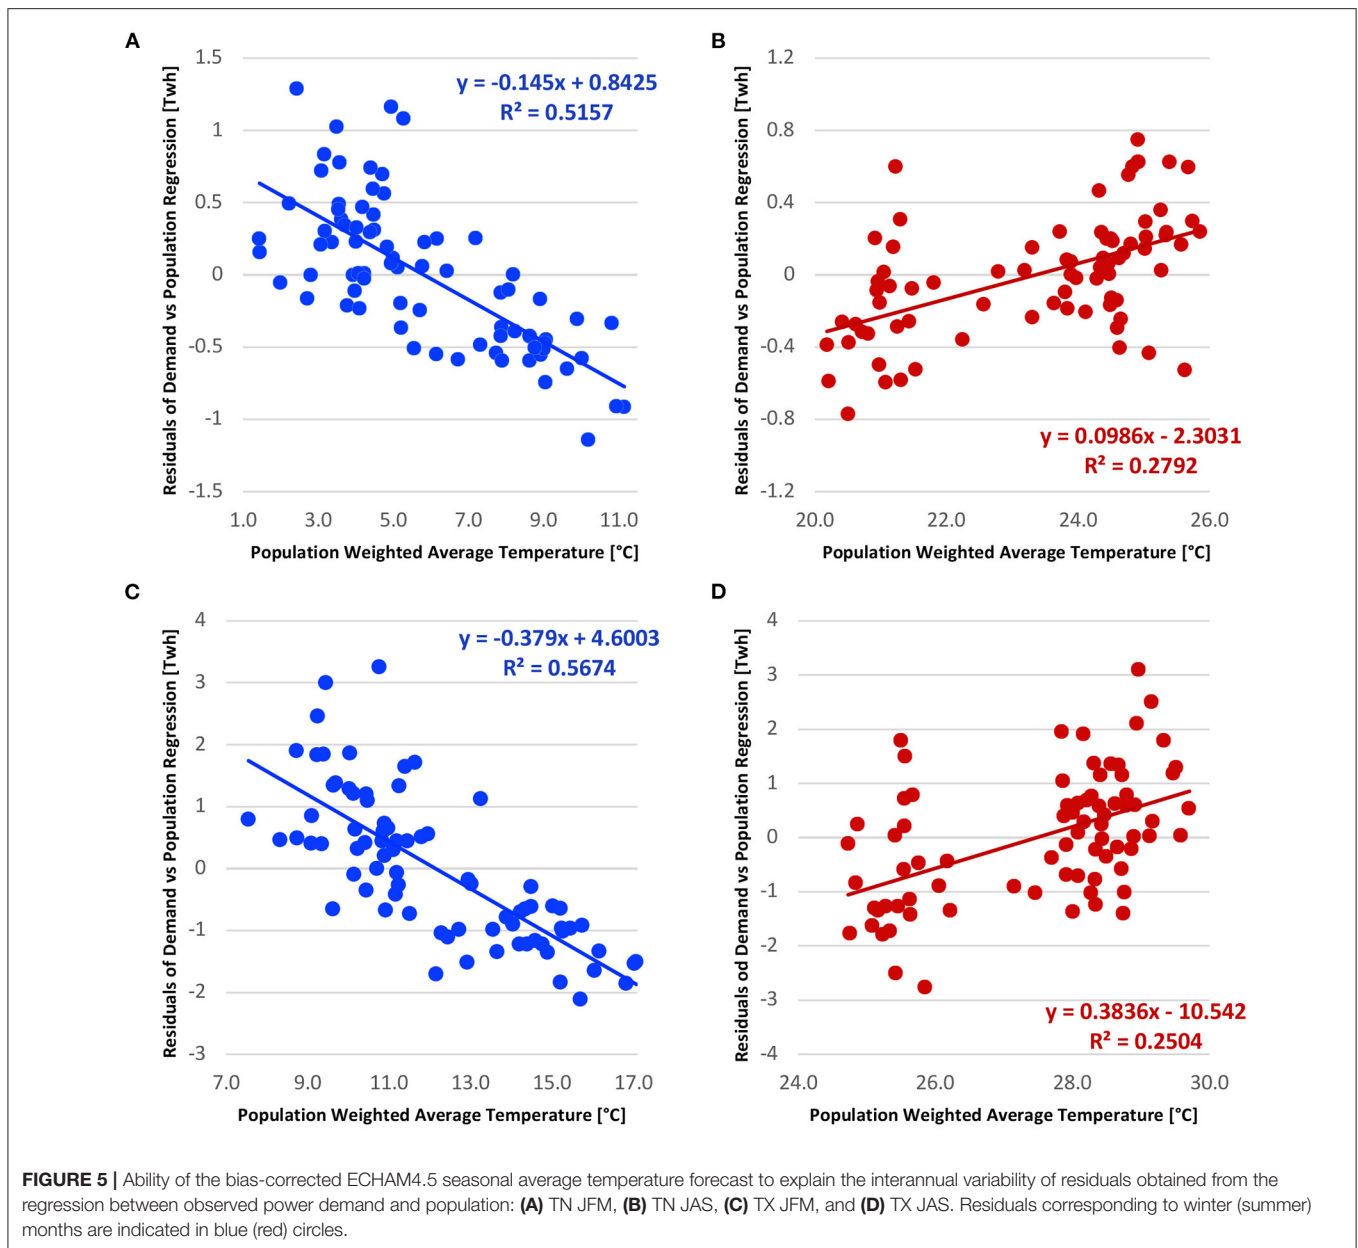 A
Residuals of Demand vs Population Regression [Twh]
1.5
1
0.5
0
-0.5
-1
-1.5
y = -0.145x + 0.8425
R² = 0.5157
1.0 3.0 5.0 7.0 9.0 11.0
Population Weighted Average Temperature [°C]
B
Residuals of Demand vs Population Regression [Twh]
1.2
0.8
0.4
0
-0.4
-0.8
-1.2
y = 0.0986x - 2.3031
R² = 0.2792
20.0 22.0 24.0 26.0
Population Weighted Average Temperature [°C]
C
Residuals of Demand vs Population Regression [Twh]
4
3
2
1
0
-1
-2
-3
y = -0.379x + 4.6003
R² = 0.5674
7.0 9.0 11.0 13.0 15.0 17.0
Population Weighted Average Temperature [°C]
D
Residuals od Demand vs Population Regression [Twh]
4
3
2
1
0
-1
-2
-3
-4
y = 0.3836x - 10.542
R² = 0.2504
24.0 26.0 28.0 30.0
Population Weighted Average Temperature [°C]
FIGURE 5 | Ability of the bias-corrected ECHAM4.5 seasonal average temperature forecast to explain the interannual variability of residuals obtained from the
regression between observed power demand and population: (A) TN JFM, (B) TN JAS, (C) TX JFM, and (D) TX JAS. Residuals corresponding to winter (summer)
months are indicated in blue (red) circles.